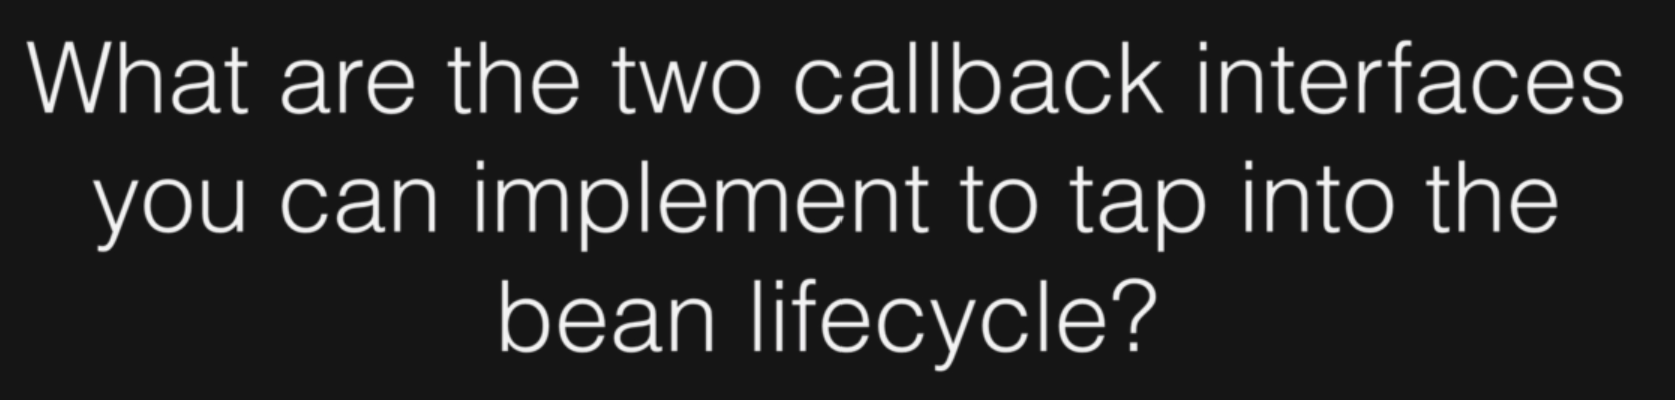 What are the two callback interfaces
you can implement to tap into the
bean lifecycle?